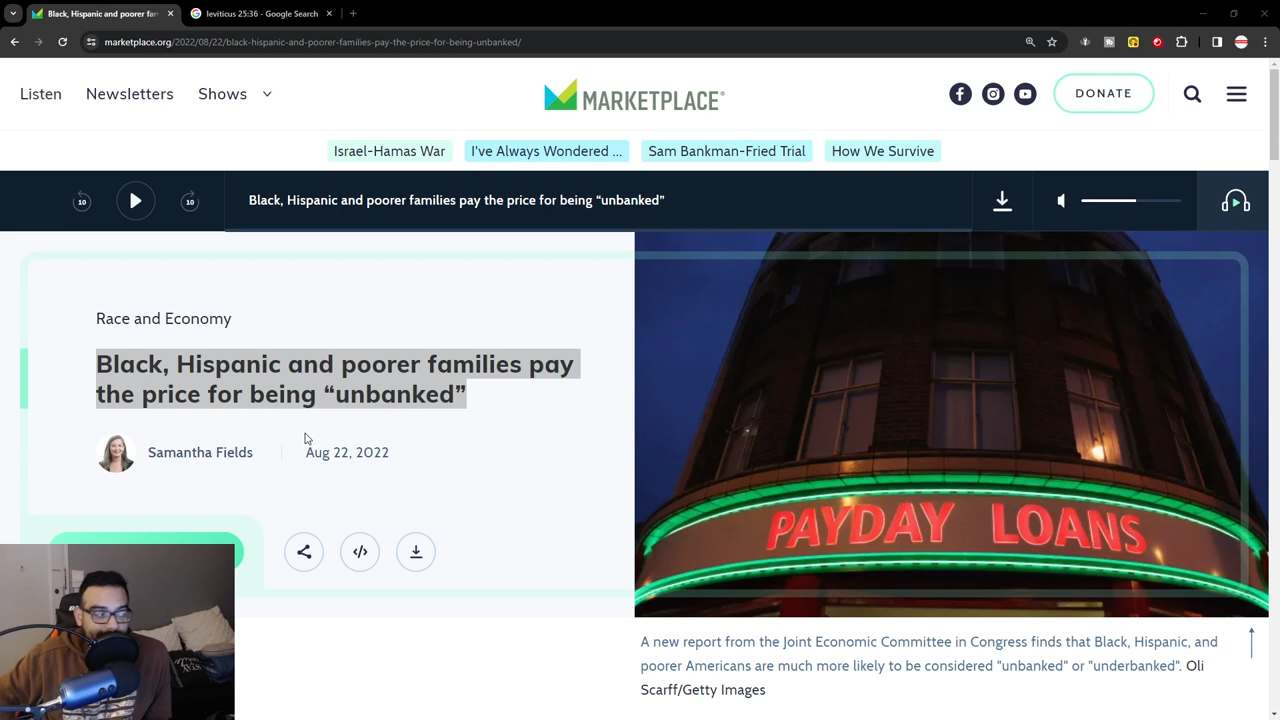 Black, Hispanic and poorer fam
leviticus 25:36 - Google Search
marketplace.org/2022/08/22/black-hispanic-and-poorer-families-pay-the-price-for-being-unbanked/
Listen
Newsletters
Shows
MARKETPLACE®
DONATE
Israel-Hamas War
I've Always Wondered ...
Sam Bankman-Fried Trial
How We Survive
10
10
Black, Hispanic and poorer families pay the price for being “unbanked”
Race and Economy
Black, Hispanic and poorer families pay
the price for being “unbanked”
Samantha Fields
Aug 22, 2022
PAYDAY LOANS
A new report from the Joint Economic Committee in Congress finds that Black, Hispanic, and
poorer Americans are much more likely to be considered "unbanked" or "underbanked". Oli
Scarff/Getty Images